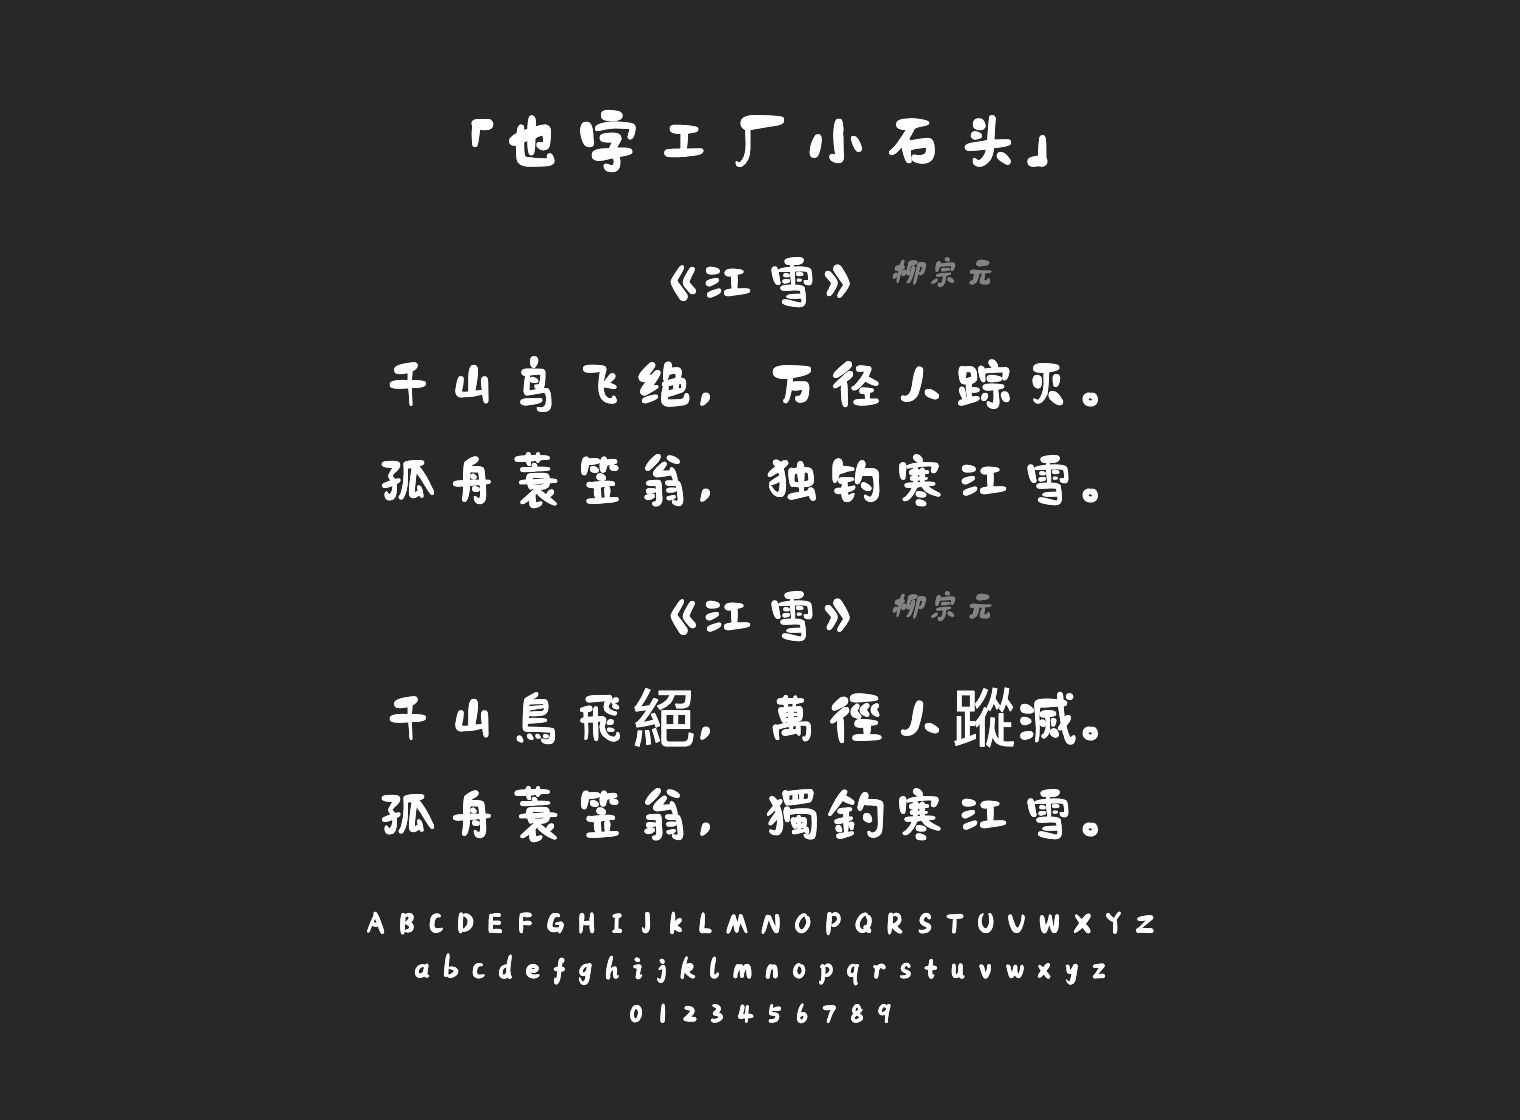 「也字工厂小石头」
《江雪》 柳宗元
千山鸟飞绝, 万径人踪灭。
孤舟蓑笠翁, 独钓寒江雪。
《江雪》 柳宗元
千山鳥飛絕, 萬徑人蹤滅。
孤舟蓑笠翁, 獨釣寒江雪。
A B C D E F G H I J K L M N O P Q R S T U V W X Y Z
a b c d e f g h i j k l m n o p q r s t u v w x y z
0 1 2 3 4 5 6 7 8 9